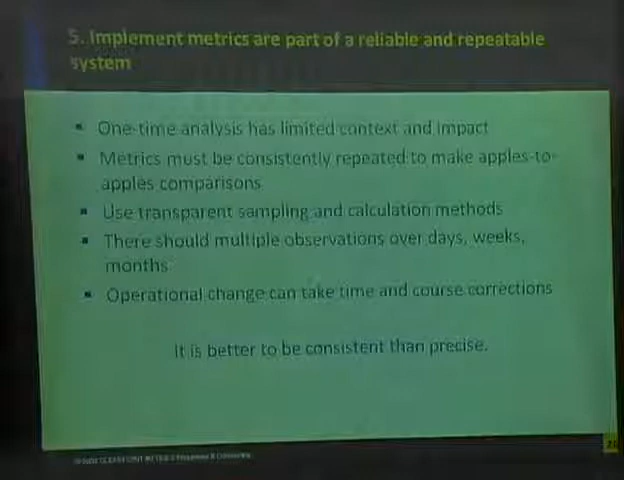 5. Implement metrics are part of a reliable and repeatable
system
▪ One-time analysis has limited context and impact
▪ Metrics must be consistently repeated to make apples-to-
apples comparisons
▪ Use transparent sampling and calculation methods
▪ There should multiple observations over days, weeks,
months
▪ Operational change can take time and course corrections
It is better to be consistent than precise.